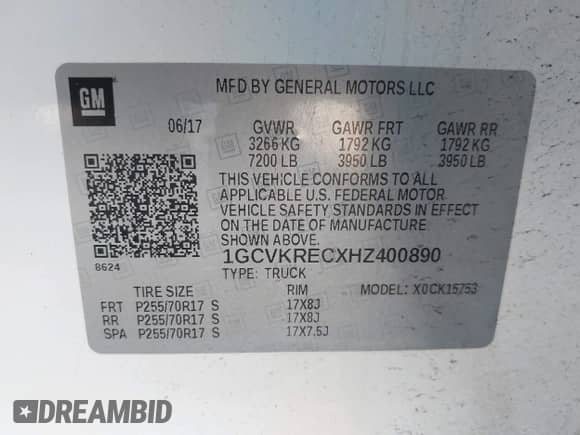 GM
MFD BY GENERAL MOTORS LLC
06/17 GVWR GAWR FRT GAWR RR
3266 KG 1792 KG 1792 KG
7200 LB 3950 LB 3950 LB
THIS VEHICLE CONFORMS TO ALL
APPLICABLE U.S. FEDERAL MOTOR
VEHICLE SAFETY STANDARDS IN EFFECT
ON THE DATE OF MANUFACTURE
SHOWN ABOVE.
8624
1GCVKRECXHZ400890
TYPE: TRUCK
TIRE SIZE RIM MODEL: X0CK15753
FRT P255/70R17 S 17X8J
RR P255/70R17 S 17X8J
SPA P255/70R17 S 17X7.5J
DREAMBID